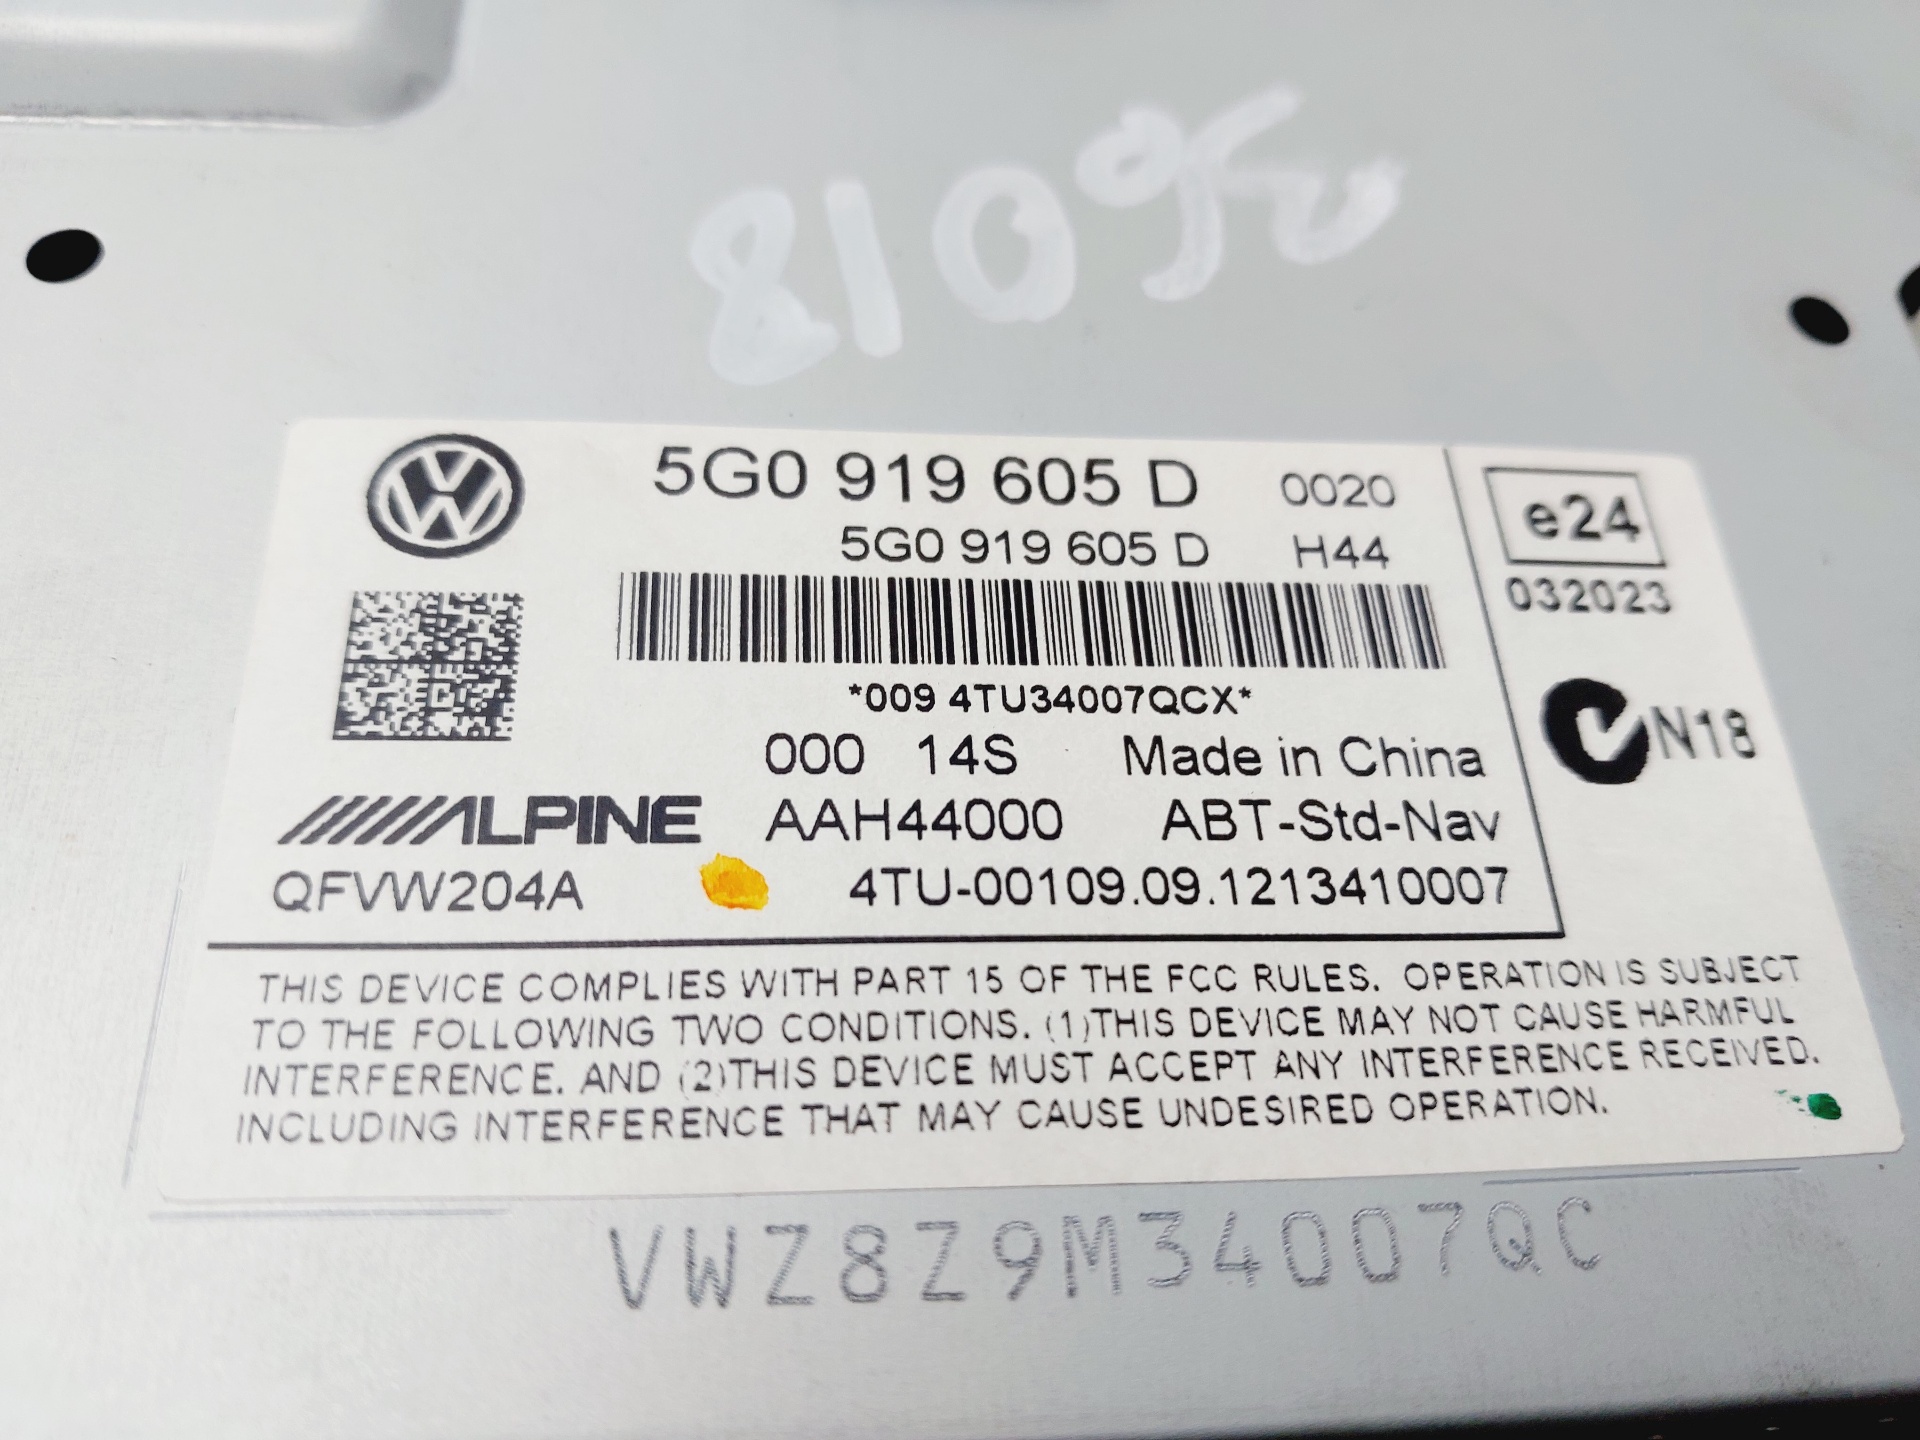 5G0 919 605 D 0020
5G0 919 605 D H44
e24
032023
*009 4TU34007QCX*
N18
000 14S Made in China
ALPINE AAH44000 ABT-Std-Nav
QFVW204A 4TU-00109.09.1213410007
THIS DEVICE COMPLIES WITH PART 15 OF THE FCC RULES. OPERATION IS SUBJECT
TO THE FOLLOWING TWO CONDITIONS. (1)THIS DEVICE MAY NOT CAUSE HARMFUL
INTERFERENCE. AND (2)THIS DEVICE MUST ACCEPT ANY INTERFERENCE RECEIVED.
INCLUDING INTERFERENCE THAT MAY CAUSE UNDESIRED OPERATION.
VWZ8Z9M34007QC